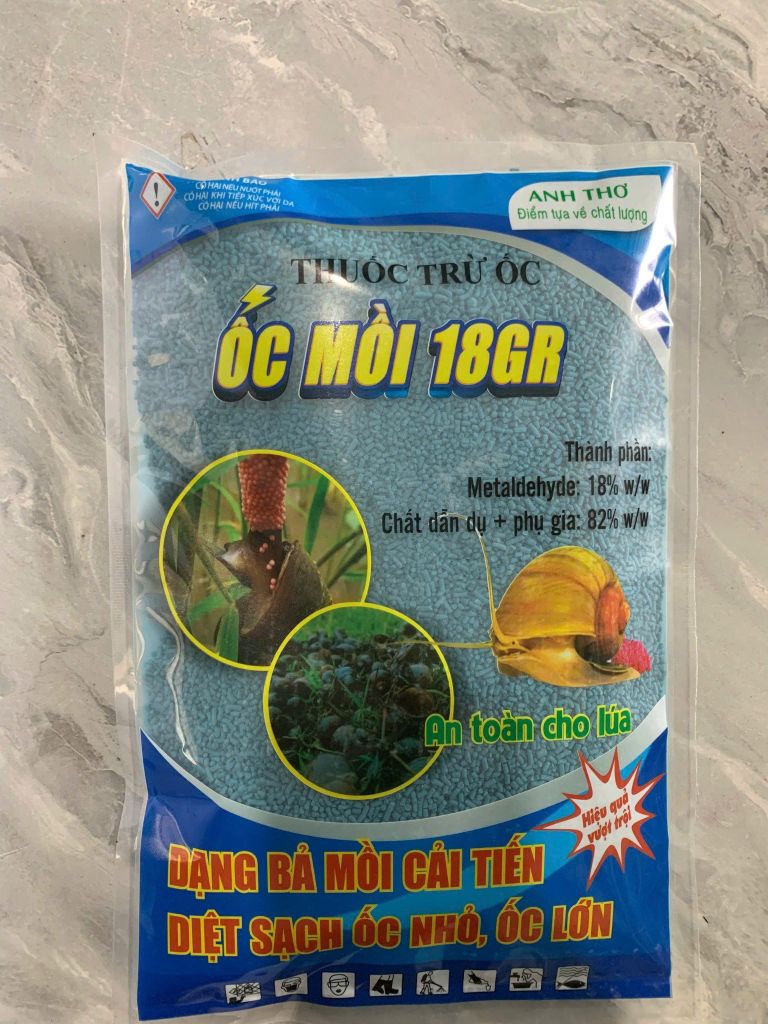 CÓ HẠI NẾU NUỐT PHẢI
CÓ HẠI KHI TIẾP XÚC VỚI DA
CÓ HẠI NẾU HÍT PHẢI
ANH THƠ
Điểm tựa về chất lượng
THUỐC TRỪ ỐC
ỐC MỒI 18GR
Thành phần:
Metaldehyde: 18% w/w
Chất dẫn dụ + phụ gia: 82% w/w
An toàn cho lúa
Hiệu quả
vượt trội
DẠNG BẢ MỒI CẢI TIẾN
DIỆT SẠCH ỐC NHỎ, ỐC LỚN